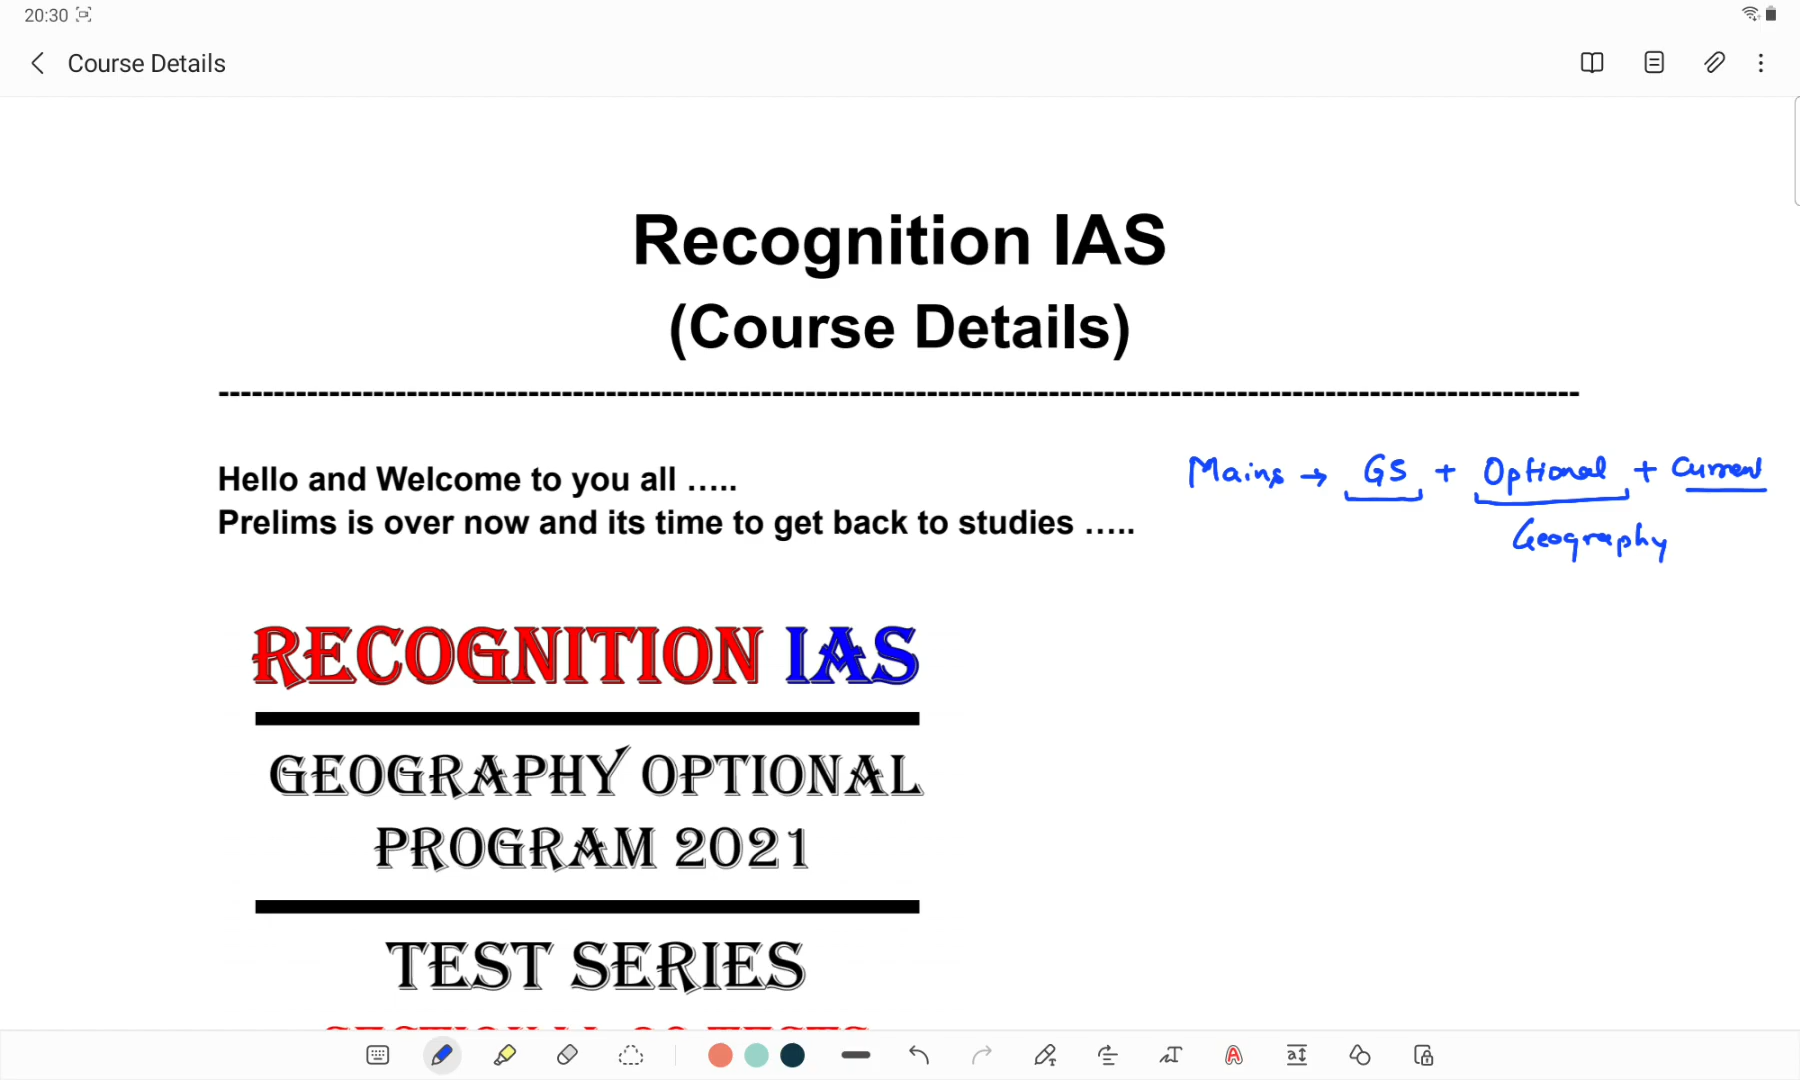 20:30
Course Details
Recognition IAS
(Course Details)
Hello and Welcome to you all …..
Prelims is over now and its time to get back to studies …..
Mains → GS + Optional + Current
Geography
RECOGNITION IAS
GEOGRAPHY OPTIONAL
PROGRAM 2021
TEST SERIES